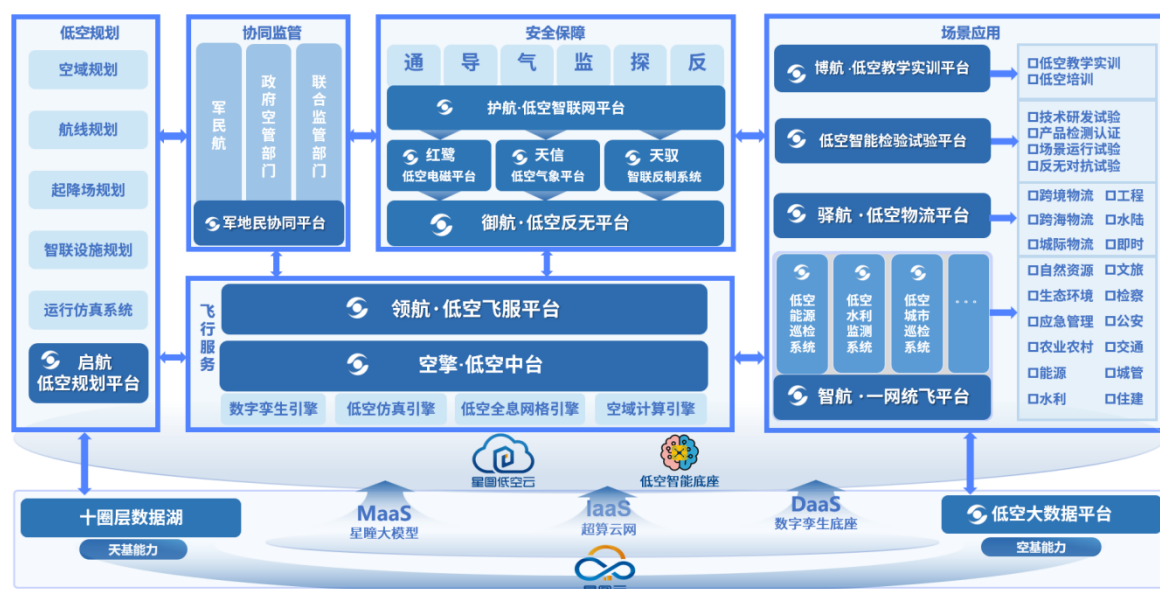 低空规划
空域规划
航线规划
起降场规划
智联设施规划
运行仿真系统
启航
低空规划平台
协同监管
军民航
政府空管部门
联合监管部门
军地民协同平台
安全保障
通 导 气 监 探 反
护航·低空智联网平台
红鹭
低空电磁平台
天信
低空气象平台
天驭
智联反制系统
御航·低空反无平台
飞行服务
领航·低空飞服平台
空擎·低空中台
数字孪生引擎
低空仿真引擎
低空全息网格引擎
空域计算引擎
场景应用
博航·低空教学实训平台
低空教学实训
低空培训
低空智能检验试验平台
技术研发试验
产品检测认证
场景运行试验
反无对抗试验
驿航·低空物流平台
跨境物流 工程
跨海物流 水陆
城际物流 即时
低空能源巡检系统
低空水利监测系统
低空城市巡检系统
...
智航·一网统飞平台
自然资源 文旅
生态环境 检察
应急管理 公安
农业农村 交通
能源 城管
水利 住建
星图低空云
低空智能底座
十圈层数据湖
天基能力
MaaS
星瞳大模型
IaaS
超算云网
DaaS
数字孪生底座
低空大数据平台
空基能力
星图云